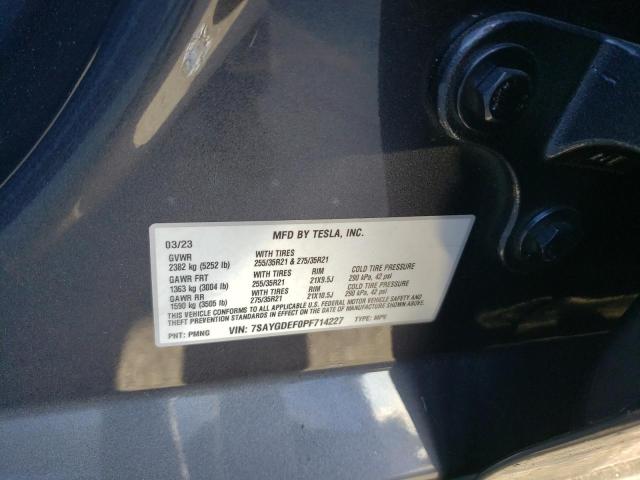 MFD BY TESLA, INC.
03/23
GVWR WITH TIRES
2382 kg (5252 lb) 255/35R21 & 275/35R21
GAWR FRT WITH TIRES RIM COLD TIRE PRESSURE
1363 kg (3004 lb) 255/35R21 21X9.5J 290 kPa, 42 psi
GAWR RR WITH TIRES RIM COLD TIRE PRESSURE
1590 kg (3505 lb) 275/35R21 21X10.5J 290 kPa, 42 psi
THIS VEHICLE CONFORMS TO ALL APPLICABLE U.S. FEDERAL MOTOR VEHICLE SAFETY AND
THEFT PREVENTION STANDARDS IN EFFECT ON THE DATE OF MANUFACTURE SHOWN ABOVE.
PNT: PMNG VIN: 7SAYGDEF0PF714227 TYPE: MPV